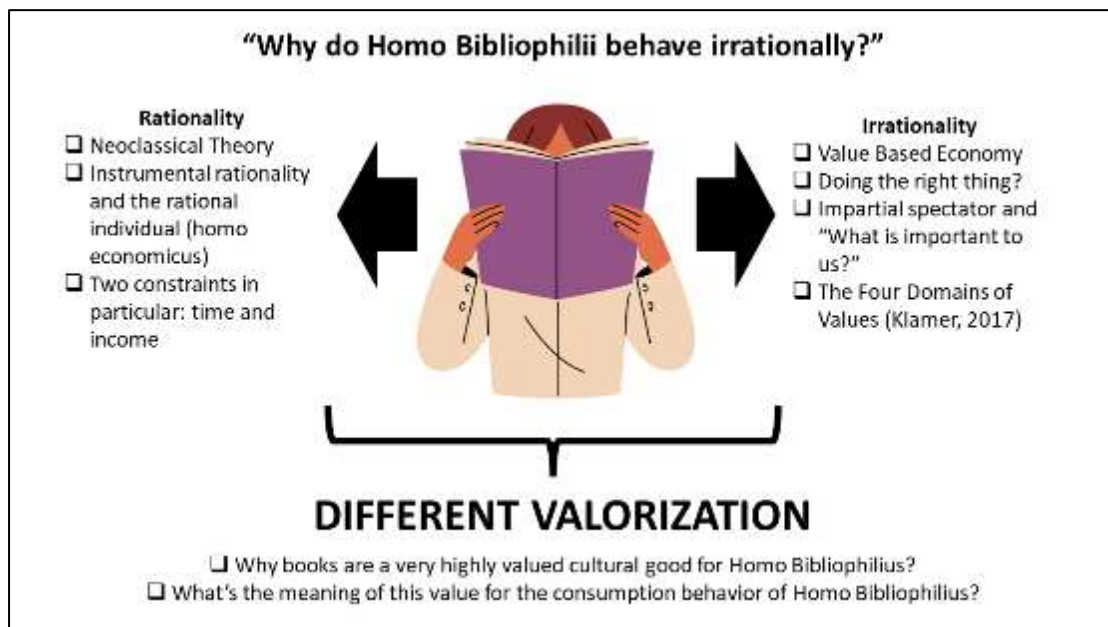 “Why do Homo Bibliophilii behave irrationally?”
Rationality
❑ Neoclassical Theory
❑ Instrumental rationality
and the rational
individual (homo
economicus)
❑ Two constraints in
particular: time and
income
Irrationality
❑ Value Based Economy
❑ Doing the right thing?
❑ Impartial spectator and
“What is important to
us?”
❑ The Four Domains of
Values (Klamer, 2017)
DIFFERENT VALORIZATION
❑ Why books are a very highly valued cultural good for Homo Bibliophilius?
❑ What's the meaning of this value for the consumption behavior of Homo Bibliophilius?